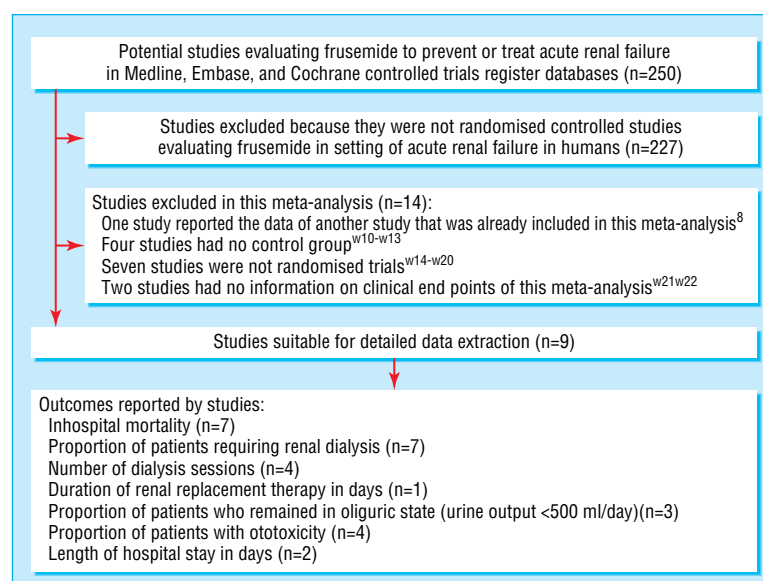 Potential studies evaluating frusemide to prevent or treat acute renal failure
in Medline, Embase, and Cochrane controlled trials register databases (n=250)
Studies excluded because they were not randomised controlled studies
evaluating frusemide in setting of acute renal failure in humans (n=227)
Studies excluded in this meta-analysis (n=14):
One study reported the data of another study that was already included in this meta-analysis8
Four studies had no control groupw10-w13
Seven studies were not randomised trialsw14-w20
Two studies had no information on clinical end points of this meta-analysisw21w22
Studies suitable for detailed data extraction (n=9)
Outcomes reported by studies:
Inhospital mortality (n=7)
Proportion of patients requiring renal dialysis (n=7)
Number of dialysis sessions (n=4)
Duration of renal replacement therapy in days (n=1)
Proportion of patients who remained in oliguric state (urine output <500 ml/day)(n=3)
Proportion of patients with ototoxicity (n=4)
Length of hospital stay in days (n=2)